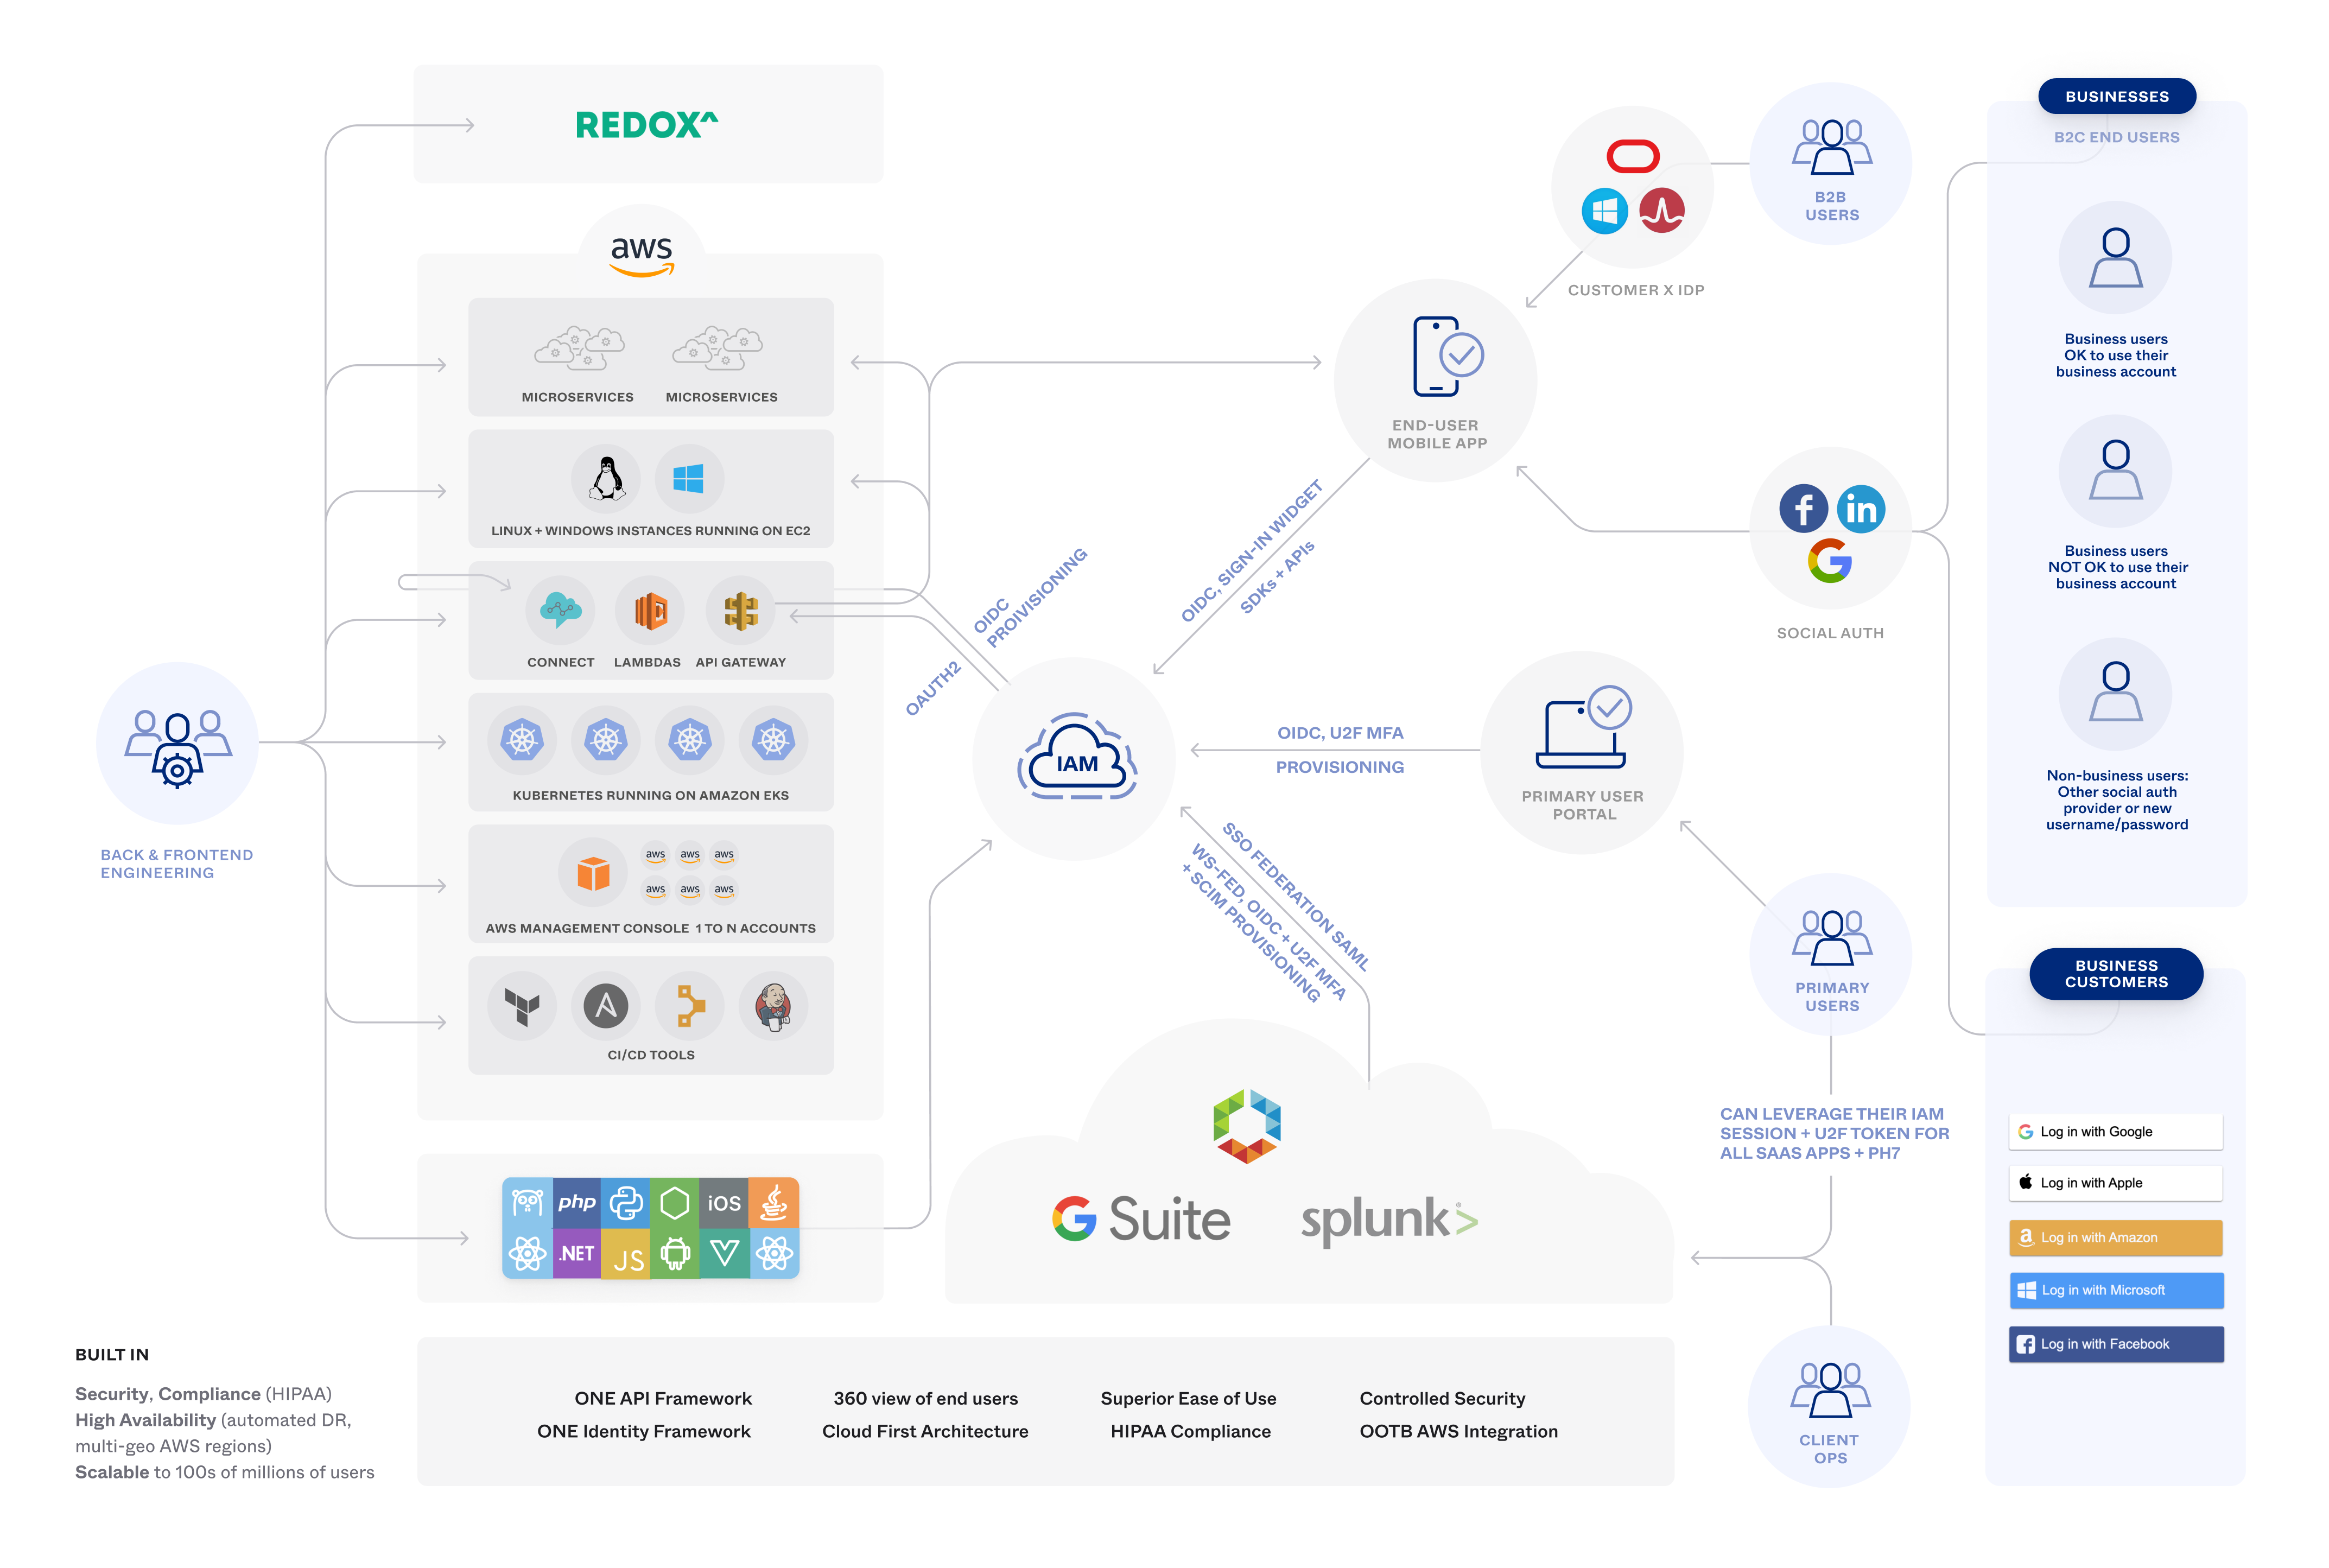 REDOX^
aws
MICROSERVICES
MICROSERVICES
LINUX + WINDOWS INSTANCES RUNNING ON EC2
CONNECT
LAMBDAS
API GATEWAY
KUBERNETES RUNNING ON AMAZON EKS
aws aws aws
aws aws aws
AWS MANAGEMENT CONSOLE 1 TO N ACCOUNTS
A
CI/CD TOOLS
php
iOS
.NET
JS
BACK & FRONTEND
ENGINEERING
OIDC
PROIVISIONING
OAUTH2
OIDC, SIGN-IN WIDGET
SDKs + APIs
IAM
OIDC, U2F MFA
PROVISIONING
SSO FEDERATION SAML
WS-FED, OIDC + U2F MFA
+ SCIM PROVISIONING
G Suite
splunk>
END-USER
MOBILE APP
PRIMARY USER
PORTAL
CUSTOMER X IDP
B2B
USERS
f
in
G
SOCIAL AUTH
PRIMARY
USERS
CAN LEVERAGE THEIR IAM
SESSION + U2F TOKEN FOR
ALL SAAS APPS + PH7
CLIENT
OPS
BUSINESSES
B2C END USERS
Business users
OK to use their
business account
Business users
NOT OK to use their
business account
Non-business users:
Other social auth
provider or new
username/password
BUSINESS
CUSTOMERS
G Log in with Google
Log in with Apple
a Log in with Amazon
Log in with Microsoft
f Log in with Facebook
BUILT IN
Security, Compliance (HIPAA)
High Availability (automated DR,
multi-geo AWS regions)
Scalable to 100s of millions of users
ONE API Framework
360 view of end users
Superior Ease of Use
Controlled Security
ONE Identity Framework
Cloud First Architecture
HIPAA Compliance
OOTB AWS Integration